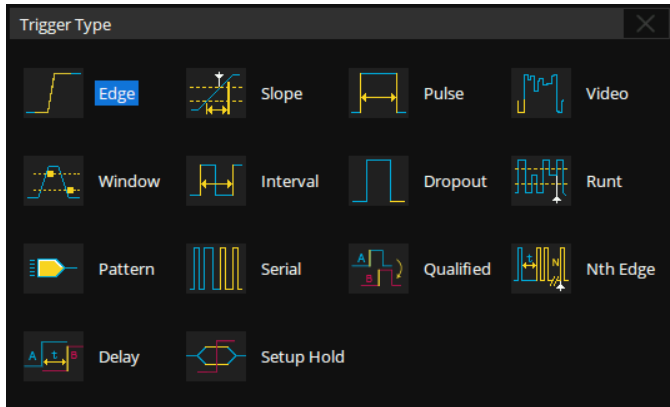 Trigger Type
Edge Slope Pulse Video
Window Interval Dropout Runt
Pattern Serial A B Qualified t N Nth Edge
A t B Delay Setup Hold